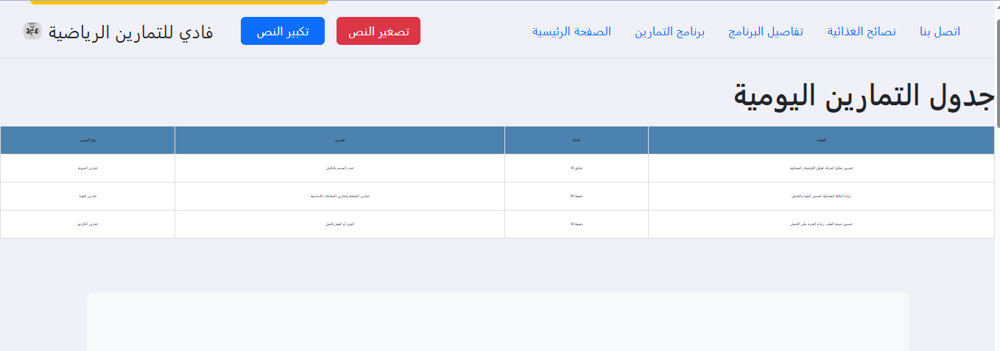 اتصل بنا نصائح الغذائية تفاصيل البرنامج برنامج التمارين الصفحة الرئيسية تصغير النص تكبير النص فادي للتمارين الرياضية
جدول التمارين اليومية
الفوائد المدة التمرين نوع التمرين
تحسين نطاق الحركة، تقليل التشنجات العضلية 10 دقائق تمدد الجسم بالكامل تمارين المرونة
زيادة الكتلة العضلية، تحسين القوة والتحمل 20 دقيقة تمارين الضغط وتمارين العضلات الأساسية تمارين القوة
تحسين صحة القلب، زيادة القدرة على التحمل 30 دقيقة الجري أو القفز بالحبل تمارين الكارديو